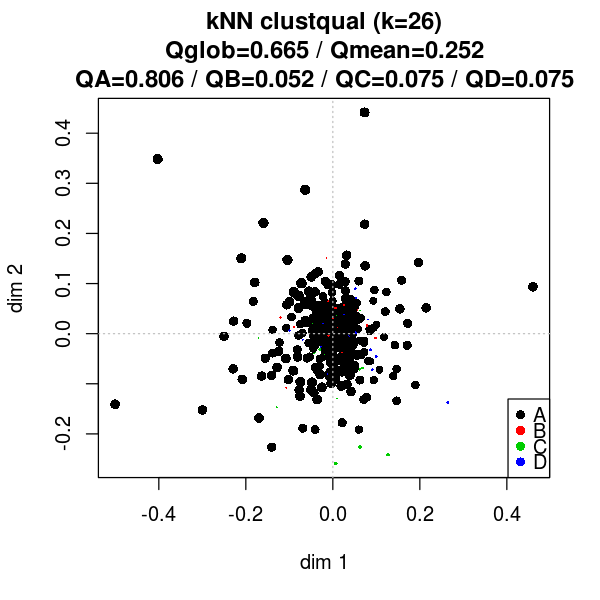 kNN clustqual (k=26)
Qglob=0.665 / Qmean=0.252
QA=0.806 / QB=0.052 / QC=0.075 / QD=0.075
0.4
0.3
0.2
0.1
0.0
-0.2
dim 2
A
B
C
D
-0.4 -0.2 0.0 0.2 0.4
dim 1